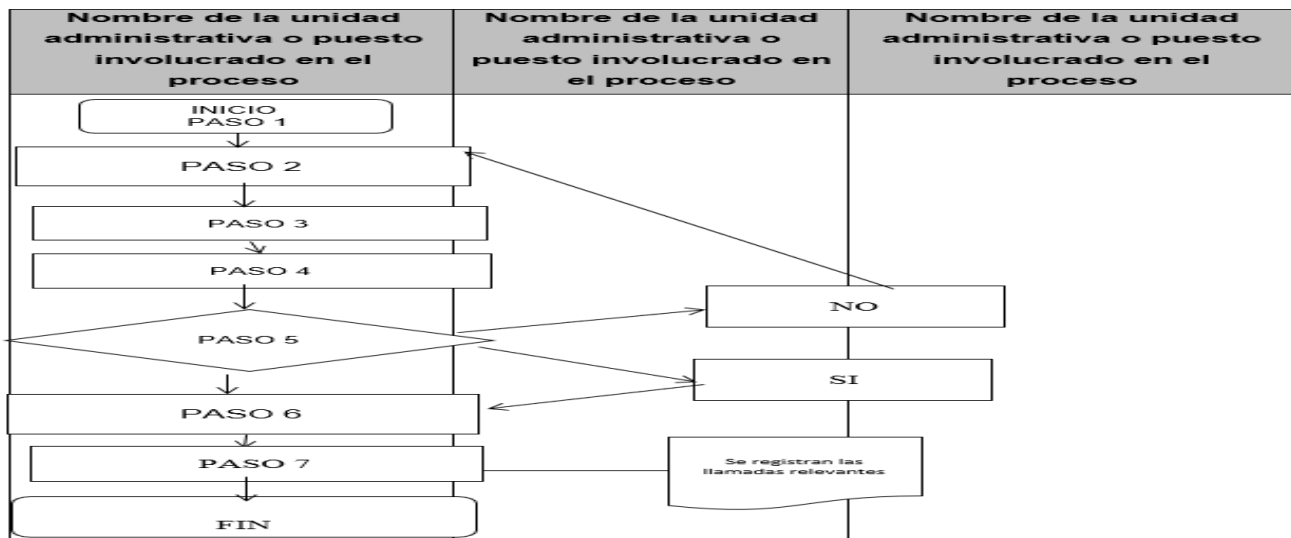 Nombre de la unidad
administrativa o puesto
involucrado en el
proceso
Nombre de la unidad
administrativa o
puesto involucrado en
el proceso
Nombre de la unidad
administrativa o puesto
involucrado en el
proceso
INICIO
PASO 1
PASO 2
PASO 3
PASO 4
NO
PASO 5
SI
PASO 6
PASO 7
Se registran las
llamadas relevantes
FIN